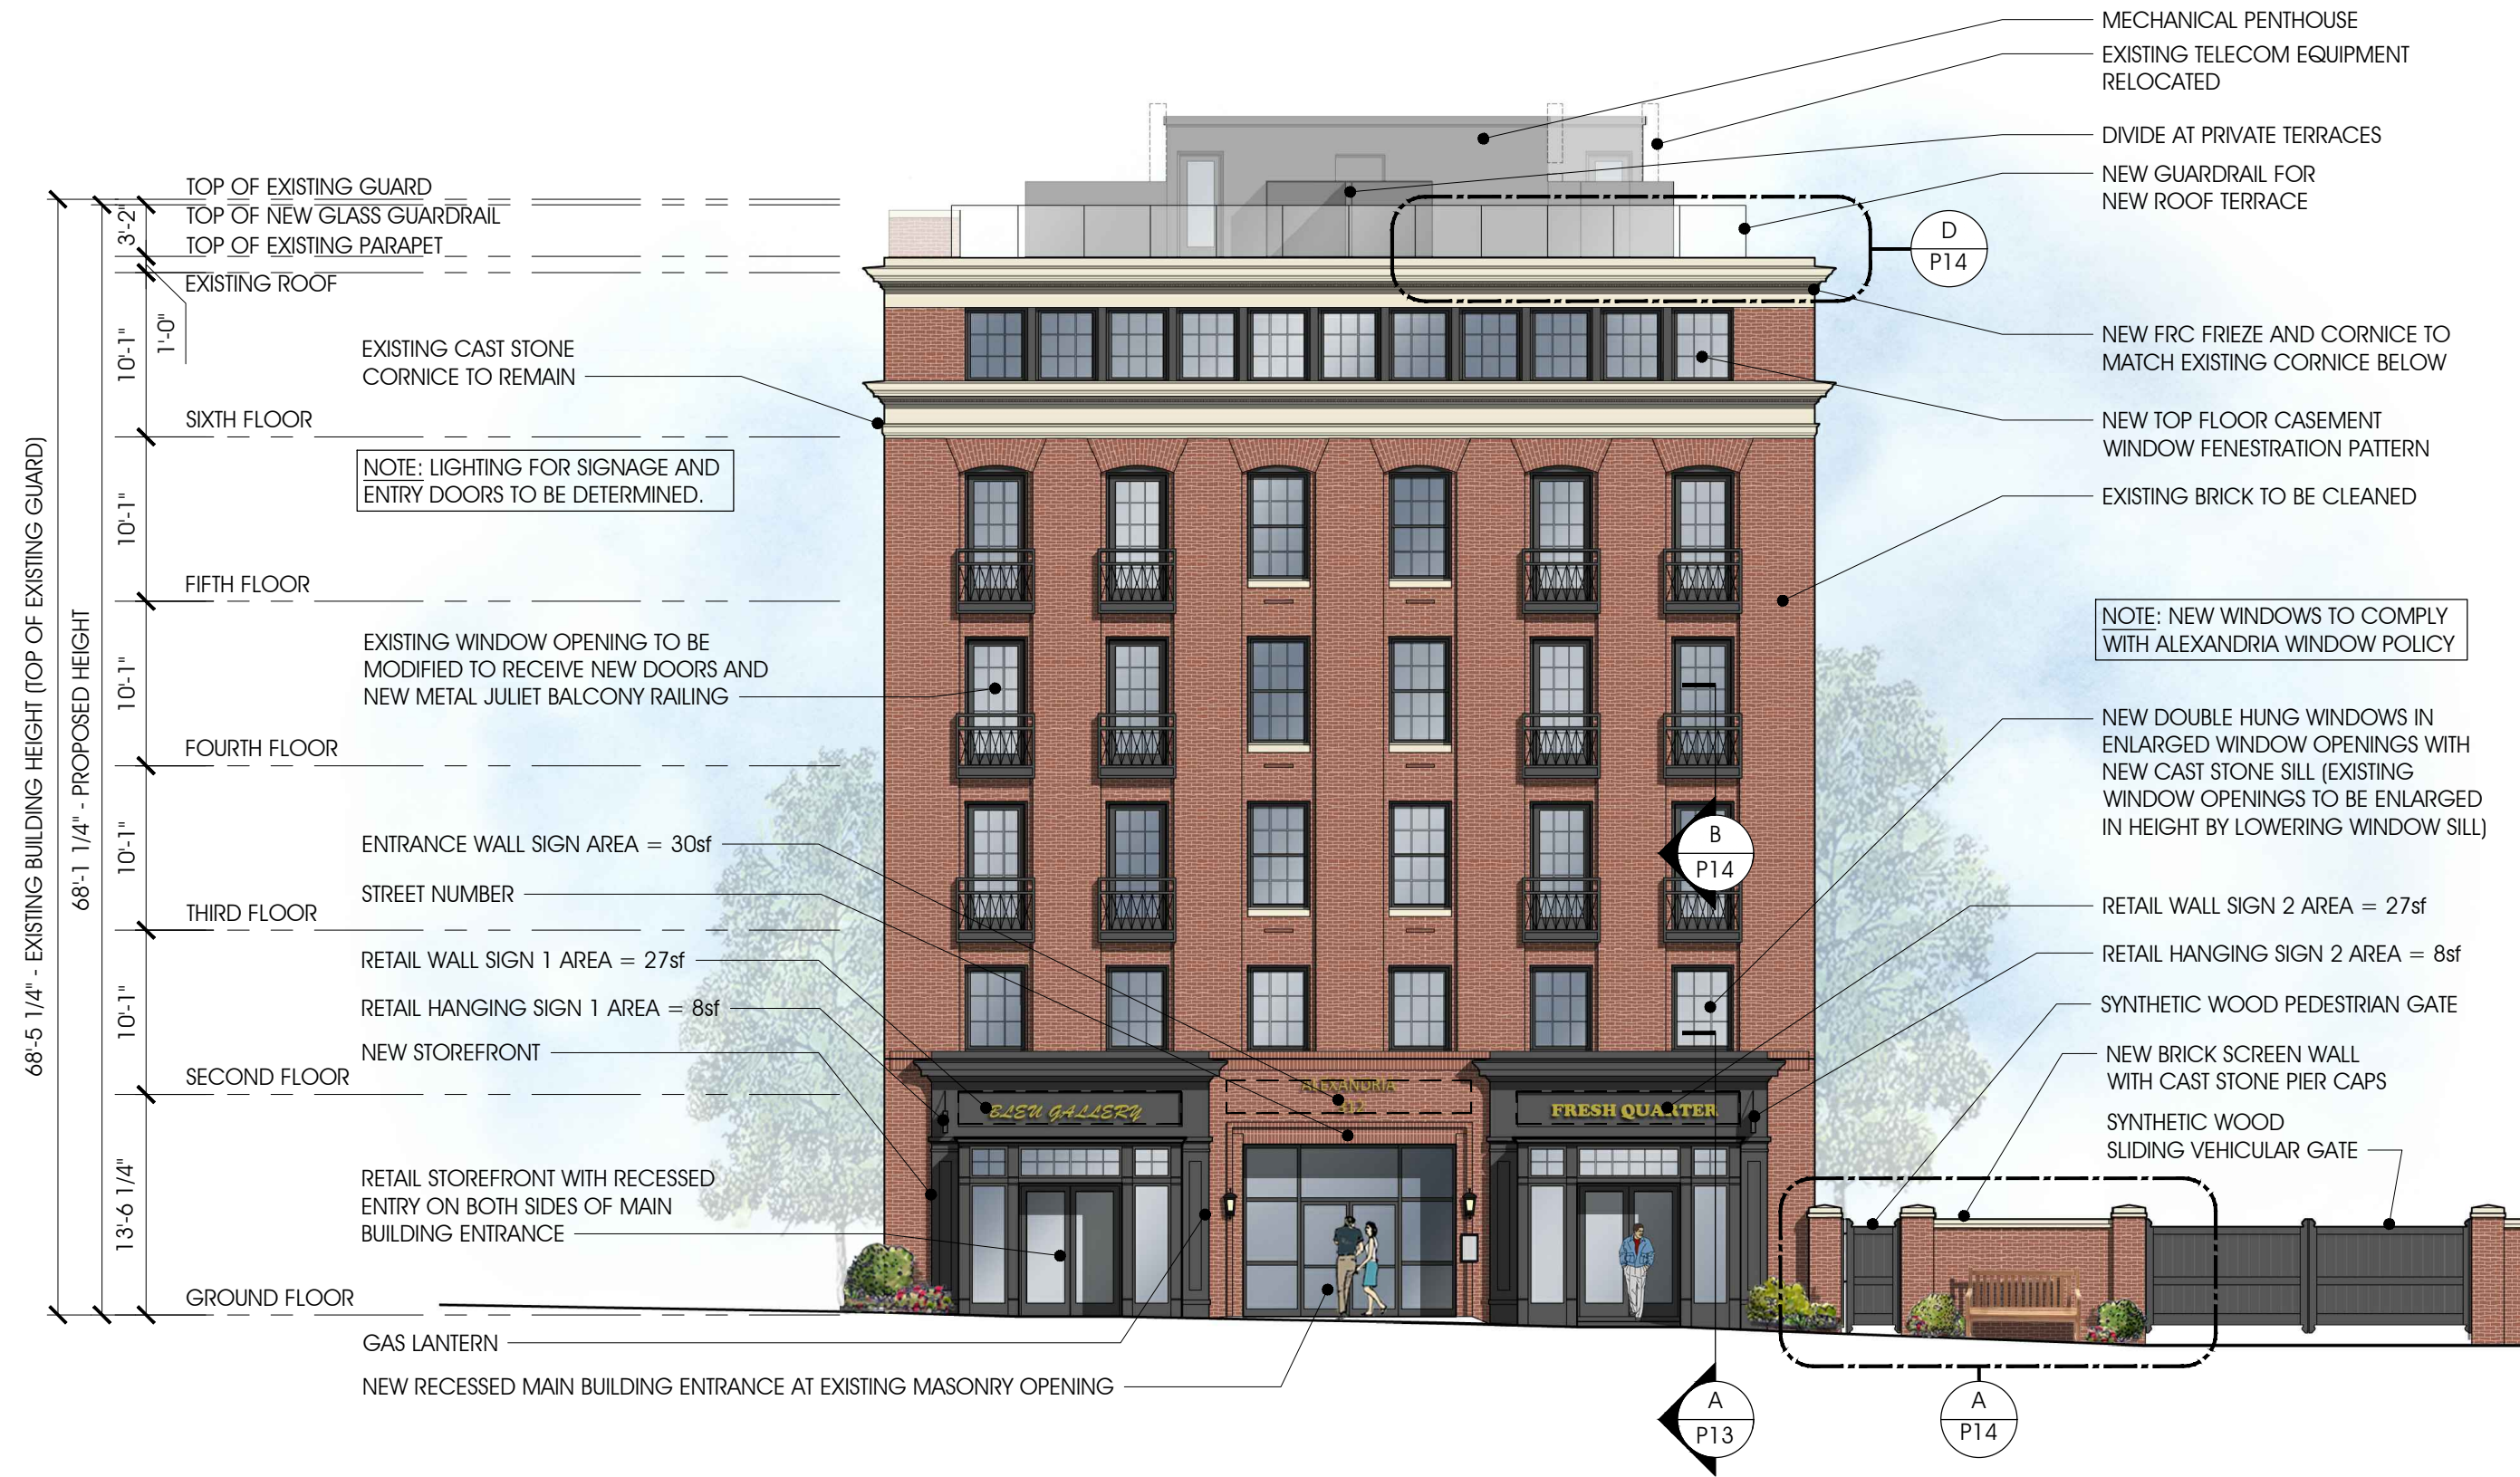 MECHANICAL PENTHOUSE
EXISTING TELECOM EQUIPMENT
RELOCATED
DIVIDE AT PRIVATE TERRACES
NEW GUARDRAIL FOR
NEW ROOF TERRACE
D
P14
NEW FRC FRIEZE AND CORNICE TO
MATCH EXISTING CORNICE BELOW
NEW TOP FLOOR CASEMENT
WINDOW FENESTRATION PATTERN
EXISTING BRICK TO BE CLEANED
NOTE: NEW WINDOWS TO COMPLY
WITH ALEXANDRIA WINDOW POLICY
NEW DOUBLE HUNG WINDOWS IN
ENLARGED WINDOW OPENINGS WITH
NEW CAST STONE SILL (EXISTING
WINDOW OPENINGS TO BE ENLARGED
IN HEIGHT BY LOWERING WINDOW SILL)
RETAIL WALL SIGN 2 AREA = 27sf
RETAIL HANGING SIGN 2 AREA = 8sf
SYNTHETIC WOOD PEDESTRIAN GATE
NEW BRICK SCREEN WALL
WITH CAST STONE PIER CAPS
SYNTHETIC WOOD
SLIDING VEHICULAR GATE
TOP OF EXISTING GUARD
TOP OF NEW GLASS GUARDRAIL
TOP OF EXISTING PARAPET
EXISTING ROOF
SIXTH FLOOR
FIFTH FLOOR
FOURTH FLOOR
THIRD FLOOR
SECOND FLOOR
GROUND FLOOR
68'-5 1/4" - EXISTING BUILDING HEIGHT (TOP OF EXISTING GUARD)
68'-1 1/4" - PROPOSED HEIGHT
3'-2"
1'-0"
10'-1"
10'-1"
10'-1"
10'-1"
10'-1"
13'-6 1/4"
EXISTING CAST STONE
CORNICE TO REMAIN
NOTE: LIGHTING FOR SIGNAGE AND
ENTRY DOORS TO BE DETERMINED.
EXISTING WINDOW OPENING TO BE
MODIFIED TO RECEIVE NEW DOORS AND
NEW METAL JULIET BALCONY RAILING
ENTRANCE WALL SIGN AREA = 30sf
STREET NUMBER
RETAIL WALL SIGN 1 AREA = 27sf
RETAIL HANGING SIGN 1 AREA = 8sf
NEW STOREFRONT
RETAIL STOREFRONT WITH RECESSED
ENTRY ON BOTH SIDES OF MAIN
BUILDING ENTRANCE
GAS LANTERN
NEW RECESSED MAIN BUILDING ENTRANCE AT EXISTING MASONRY OPENING
B
P14
BLEU GALLERY
ALEXANDRIA
FRESH QUARTER
A
P13
A
P14